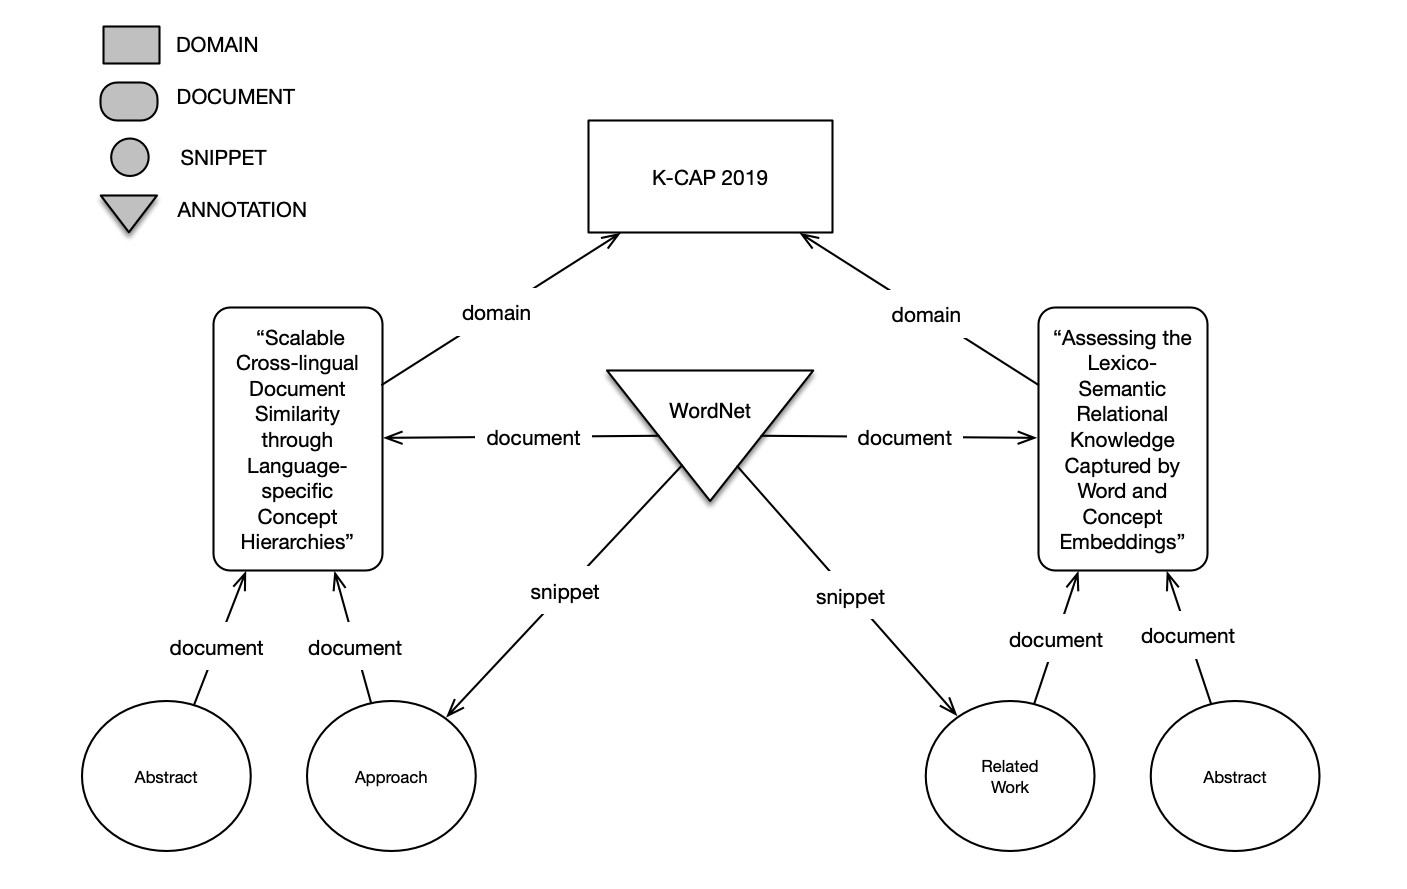 DOMAIN
DOCUMENT
SNIPPET
ANNOTATION
K-CAP 2019
domain
domain
“Scalable
Cross-lingual
Document
Similarity
through
Language-
specific
Concept
Hierarchies”
WordNet
document
document
“Assessing the
Lexico-
Semantic
Relational
Knowledge
Captured by
Word and
Concept
Embeddings”
snippet
snippet
document
document
document
document
Abstract
Approach
Related
Work
Abstract